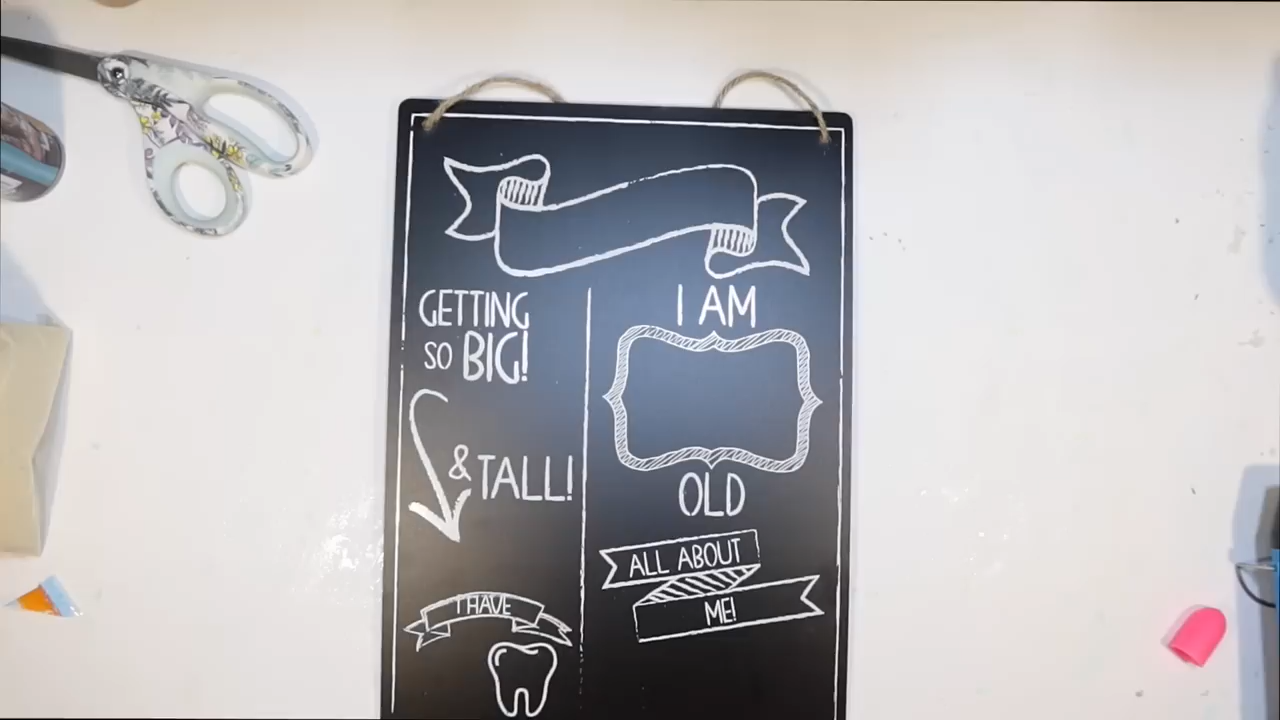 GETTING
SO BIG!
& TALL!
I HAVE
I AM
OLD
ALL ABOUT
ME!